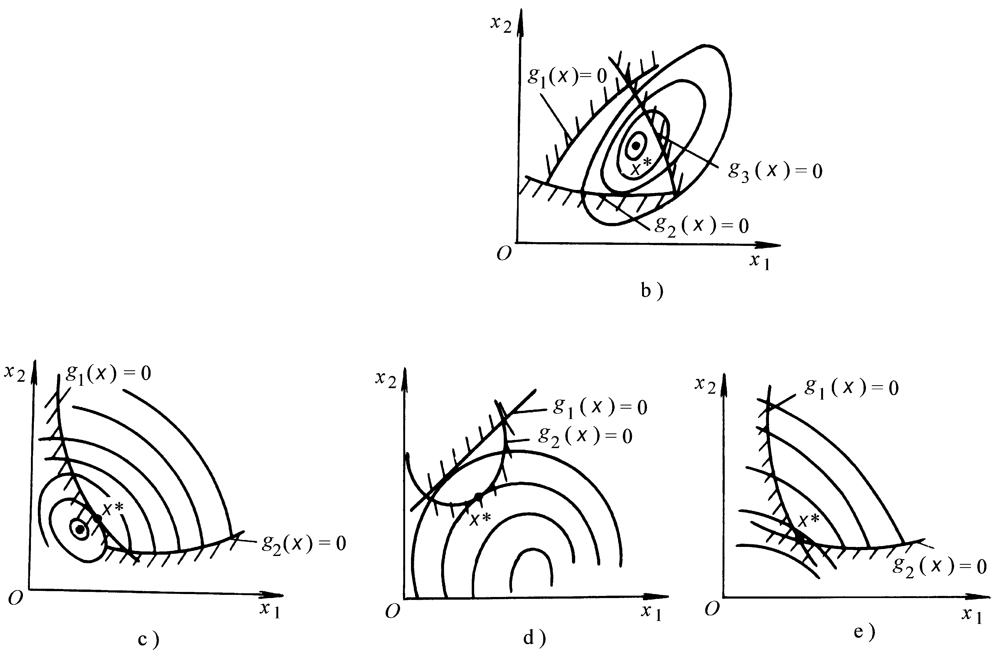 x₂
g₁(x)=0
x*
g₃(x)=0
g₂(x)=0
O
x₁
b)
x₂
g₁(x)=0
x*
g₂(x)=0
O
x₁
c)
x₂
g₁(x)=0
g₂(x)=0
x*
O
x₁
d)
x₂
g₁(x)=0
x*
g₂(x)=0
O
x₁
e)